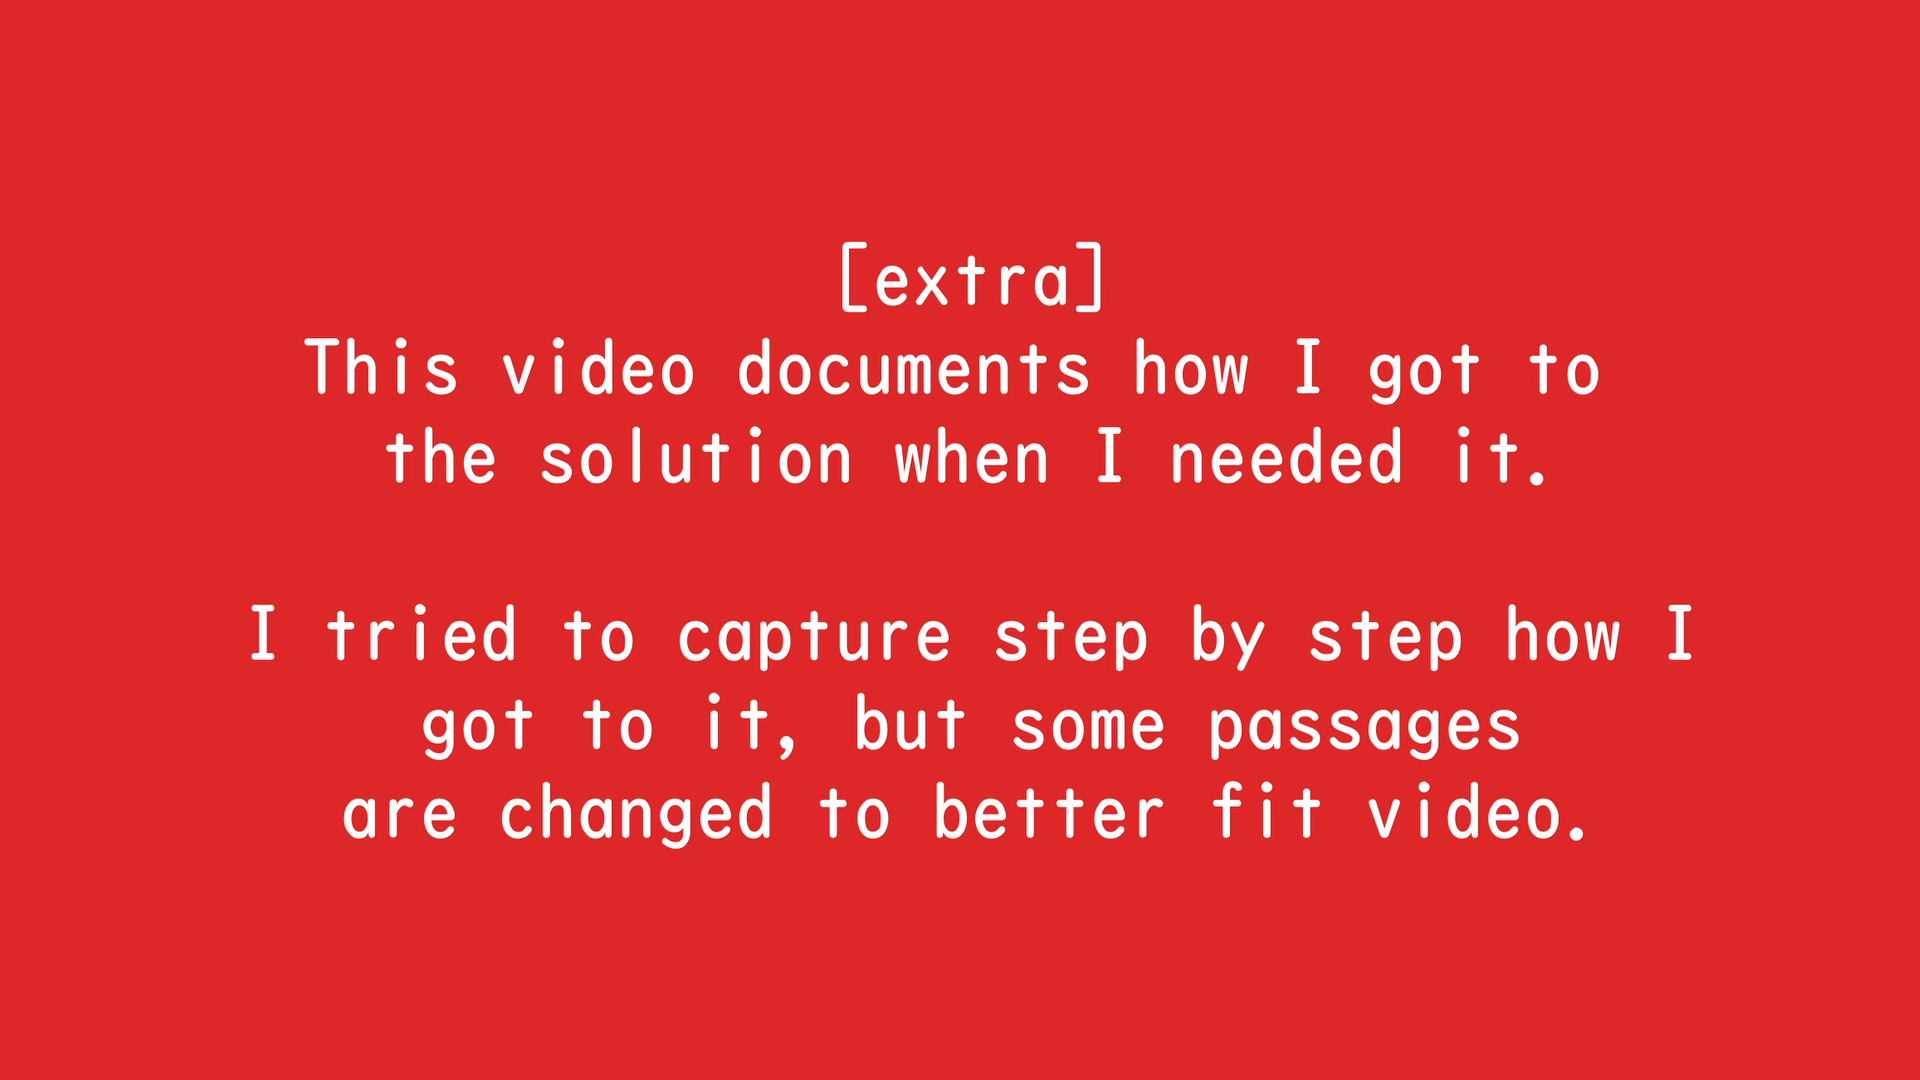 [extra]
This video documents how I got to
the solution when I needed it.
I tried to capture step by step how I
got to it, but some passages
are changed to better fit video.